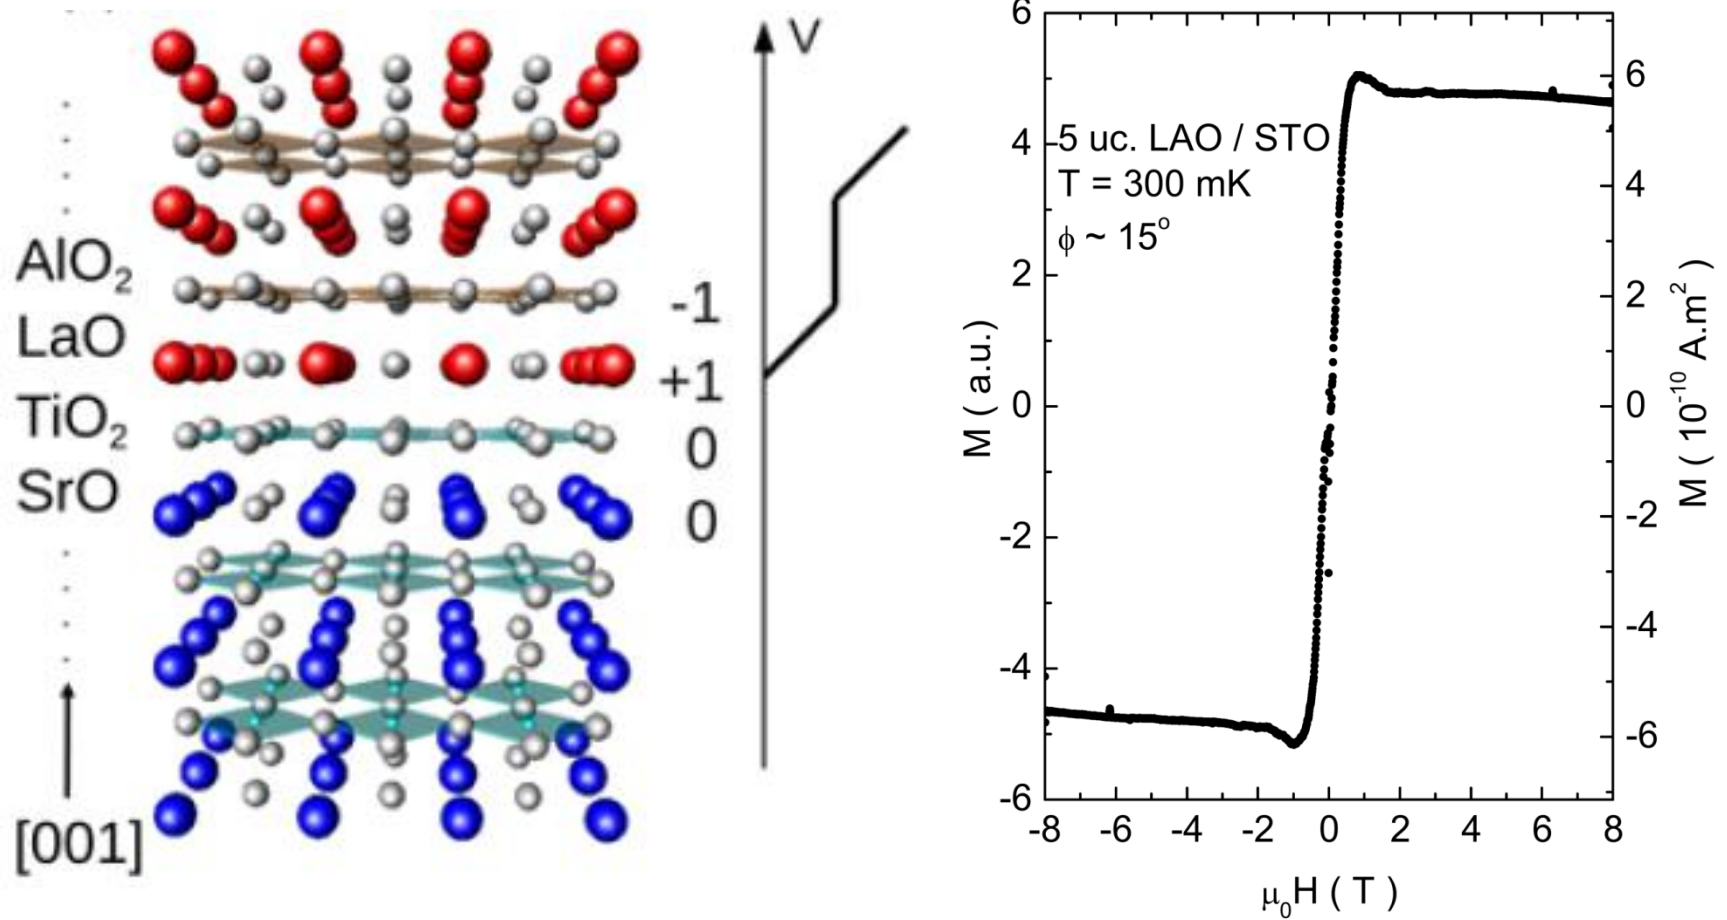 AlO₂
LaO
TiO₂
SrO
[001]
-1
+1
0
0
V
5 uc. LAO / STO
T = 300 mK
ϕ ~ 15°
M ( a.u.)
6
4
2
0
-2
-4
-6
-8 -6 -4 -2 0 2 4 6 8
μ₀H ( T )
6
4
2
0
-2
-4
-6
M ( 10⁻¹⁰ A.m²)